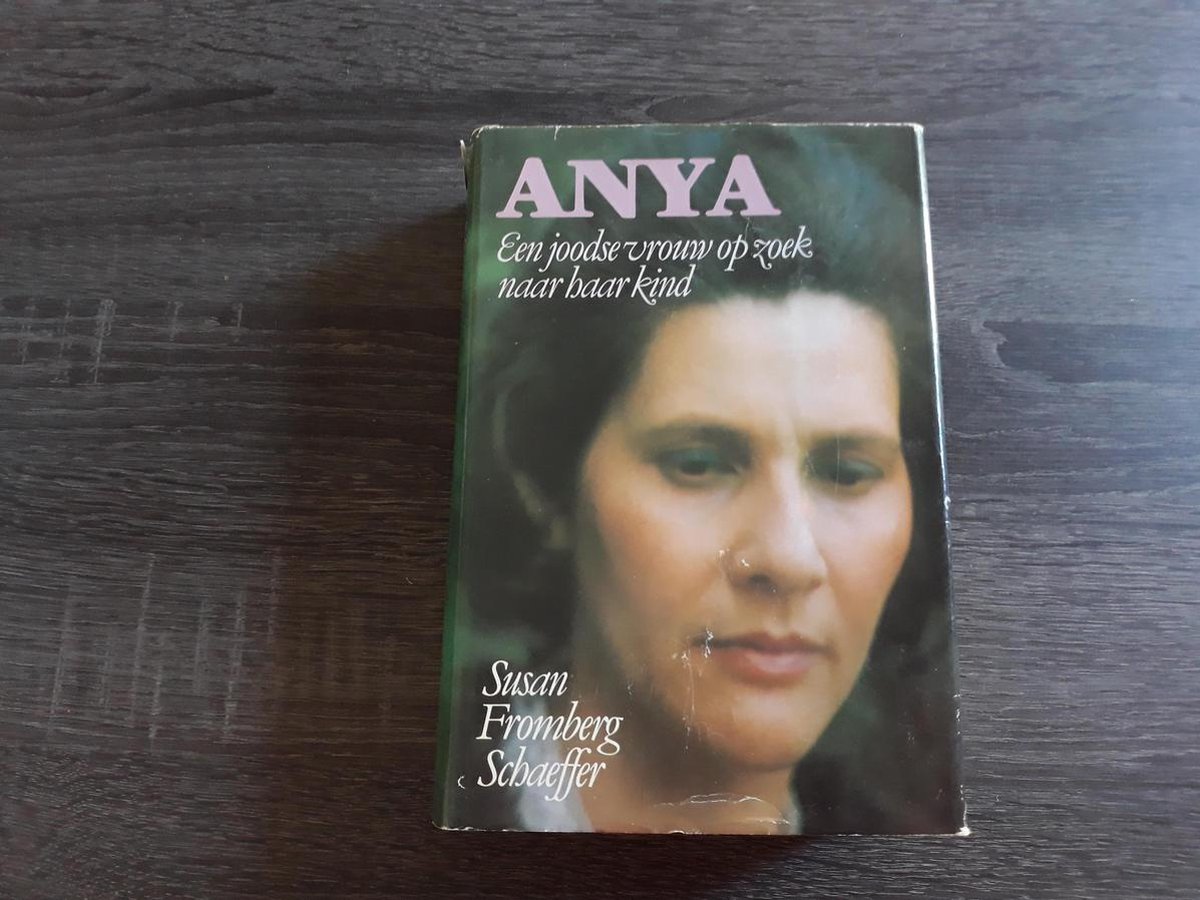 ANYA
Een joodse vrouw op zoek
naar haar kind
Susan
Fromberg
Schaeffer